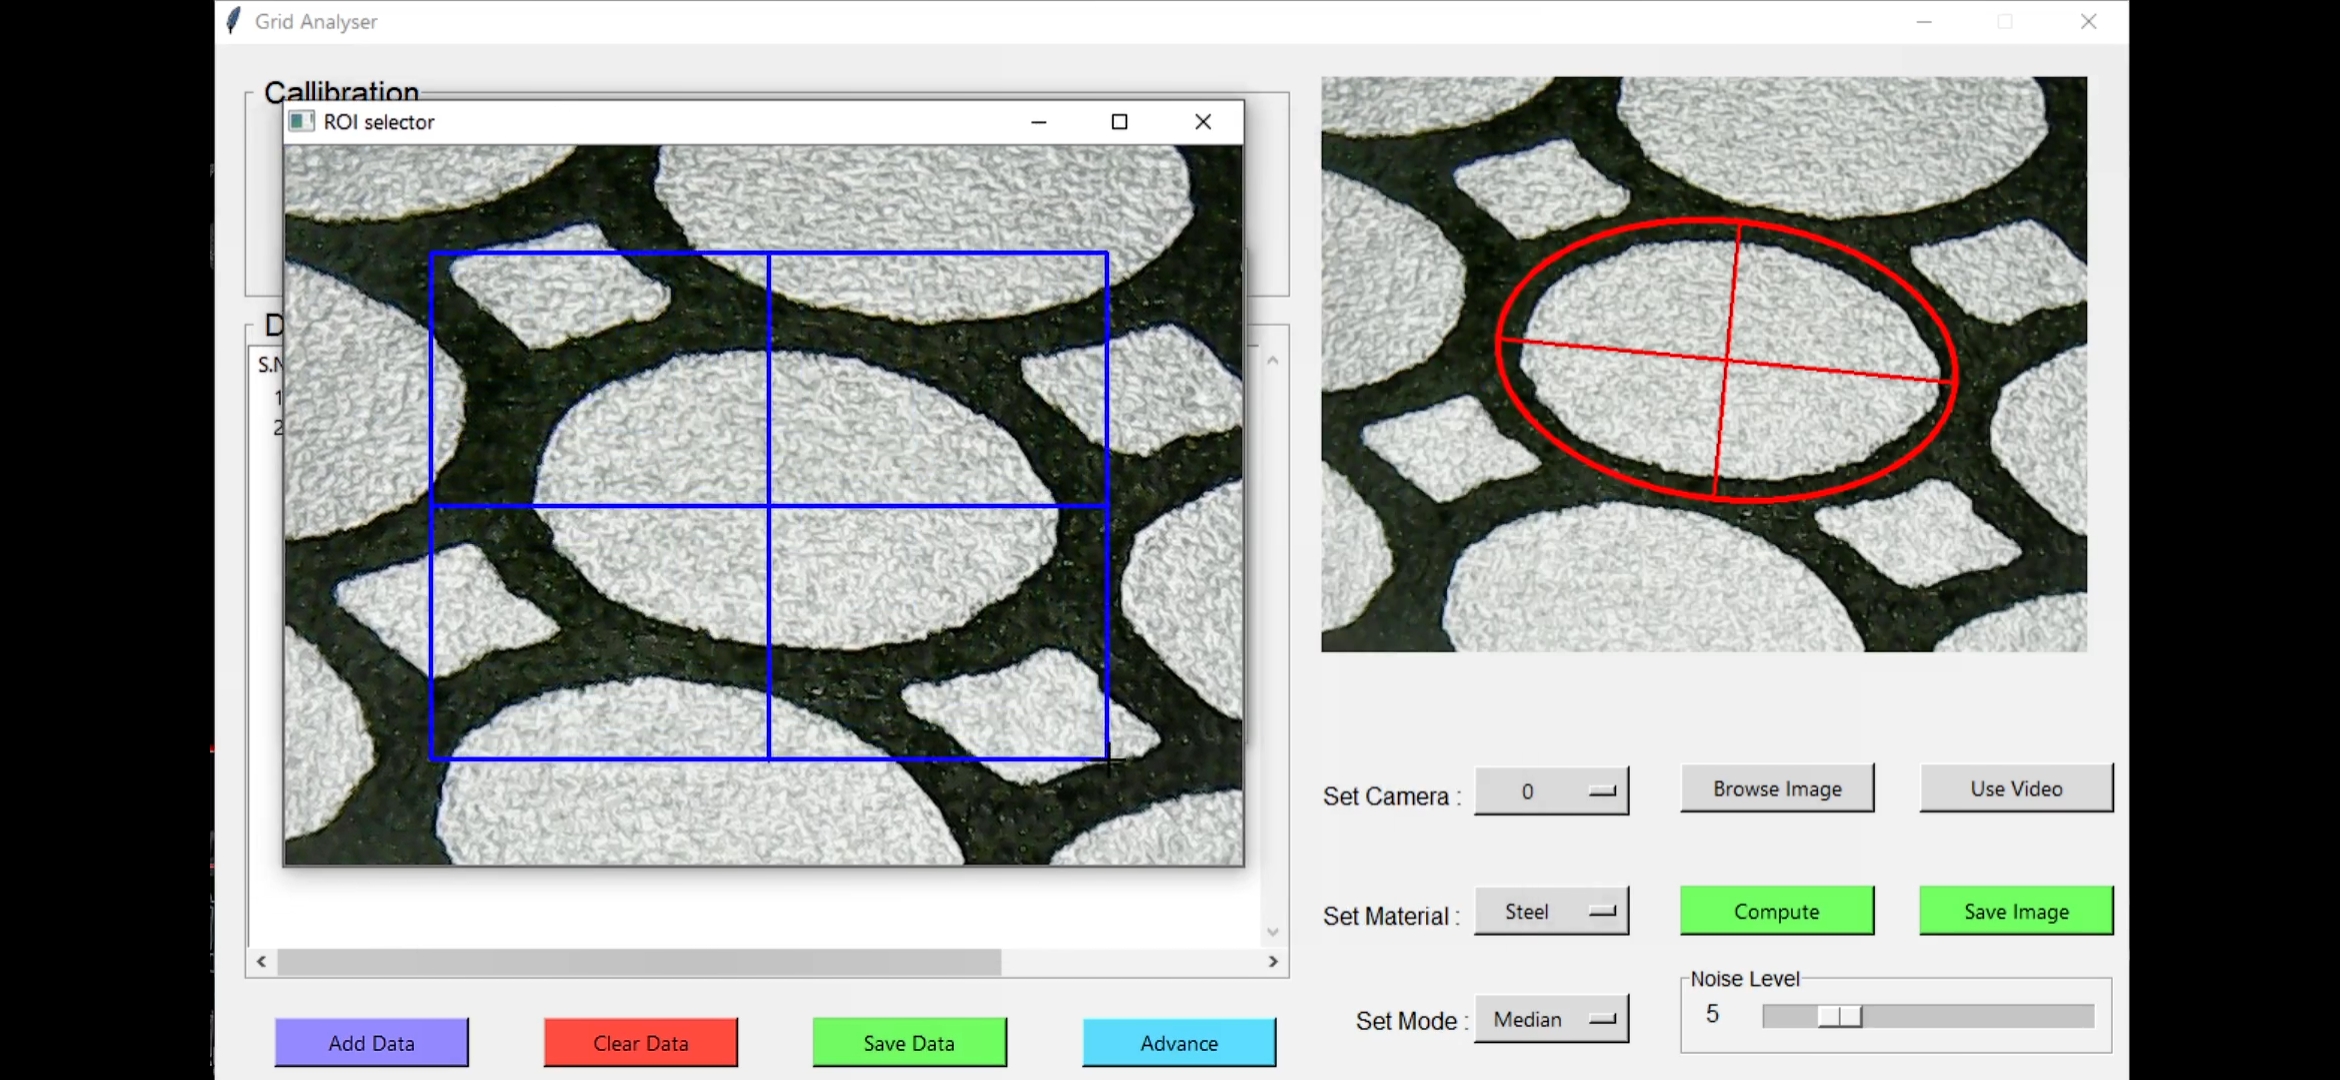 Grid Analyser
Callibration
ROI selector
D
S.N
1
2
Set Camera :
0
Browse Image
Use Video
Set Material :
Steel
Compute
Save Image
Noise Level
5
Set Mode :
Median
Add Data
Clear Data
Save Data
Advance